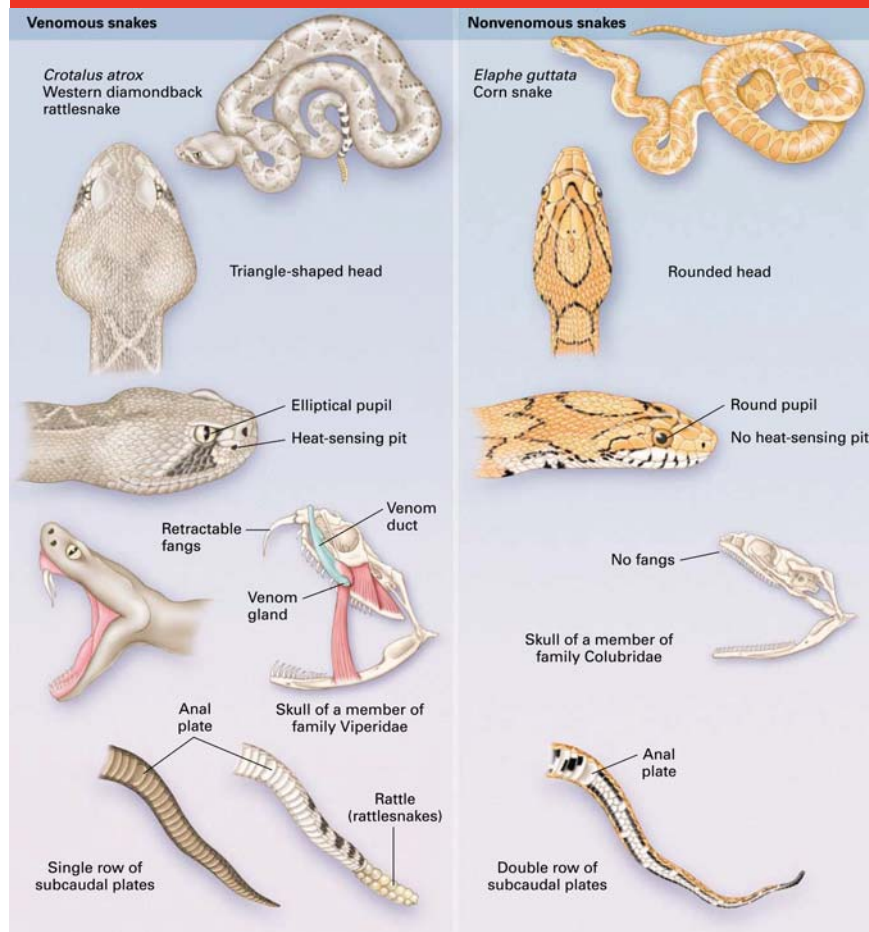 Venomous snakes
Crotalus atrox
Western diamondback
rattlesnake
Triangle-shaped head
Elliptical pupil
Heat-sensing pit
Retractable
fangs
Venom
duct
Venom
gland
Skull of a member of
family Viperidae
Anal
plate
Rattle
(rattlesnakes)
Single row of
subcaudal plates
Nonvenomous snakes
Elaphe guttata
Corn snake
Rounded head
Round pupil
No heat-sensing pit
No fangs
Skull of a member of
family Colubridae
Anal
plate
Double row of
subcaudal plates